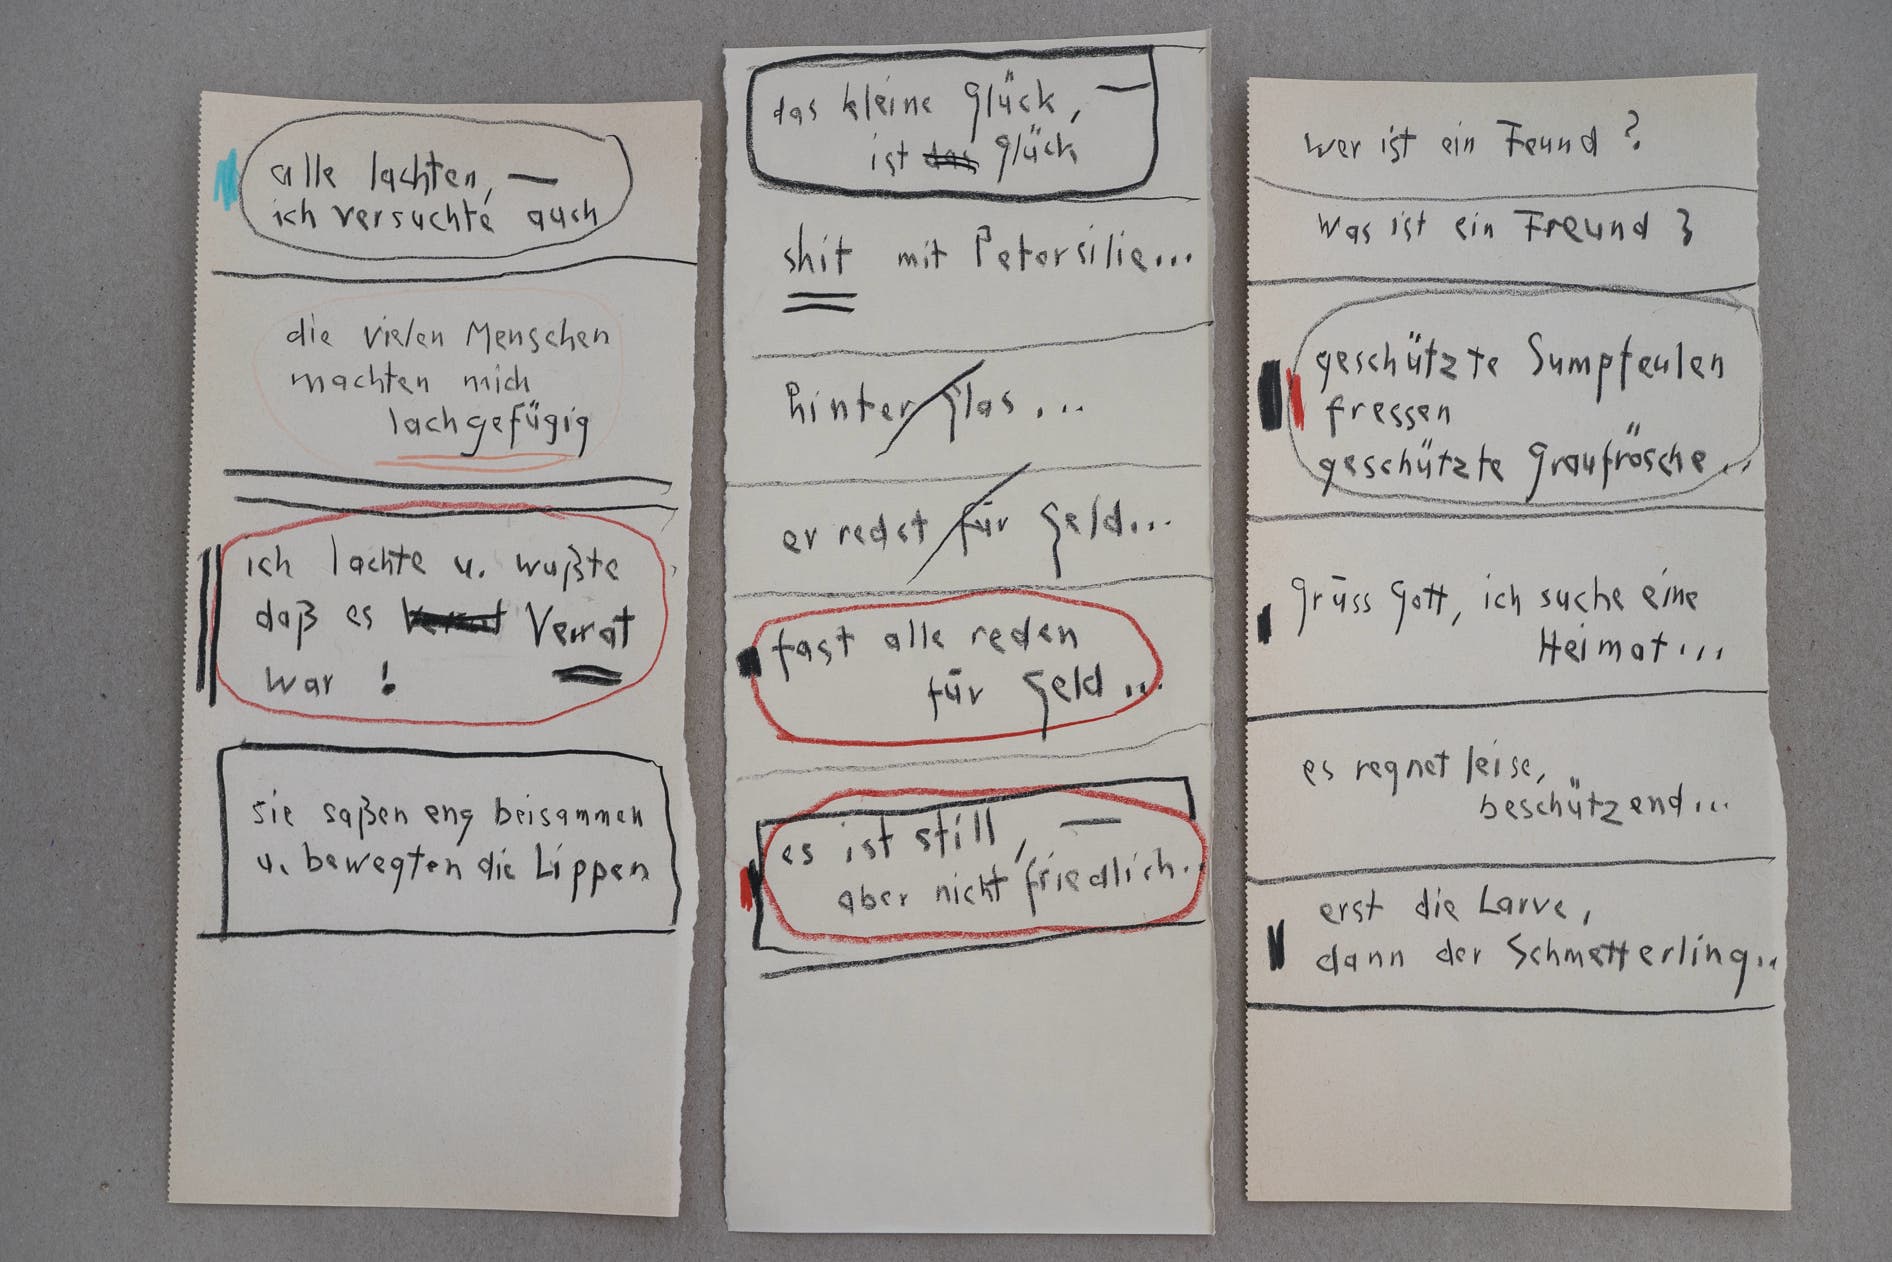 alle lachten, —
ich versuchte auch
die vielen Menschen
machten mich
lachgefügig
ich lachte u. wußte
daß es Verrat Verrat
war !
sie saßen eng beisammen
u. bewegten die Lippen
das kleine Glück, —
ist das Glück
shit mit Petersilie...
hinter Glas...
er redet für Geld...
fast alle reden
für Geld...
es ist still, —
aber nicht friedlich..
wer ist ein Feund ?
Was ist ein Freund ?
geschützte Sumpfeulen
fressen
geschützte Graufrösche...
Grüss Gott, ich suche eine
Heimat...
es regnet leise,
beschützend...
erst die Larve,
dann der Schmetterling..